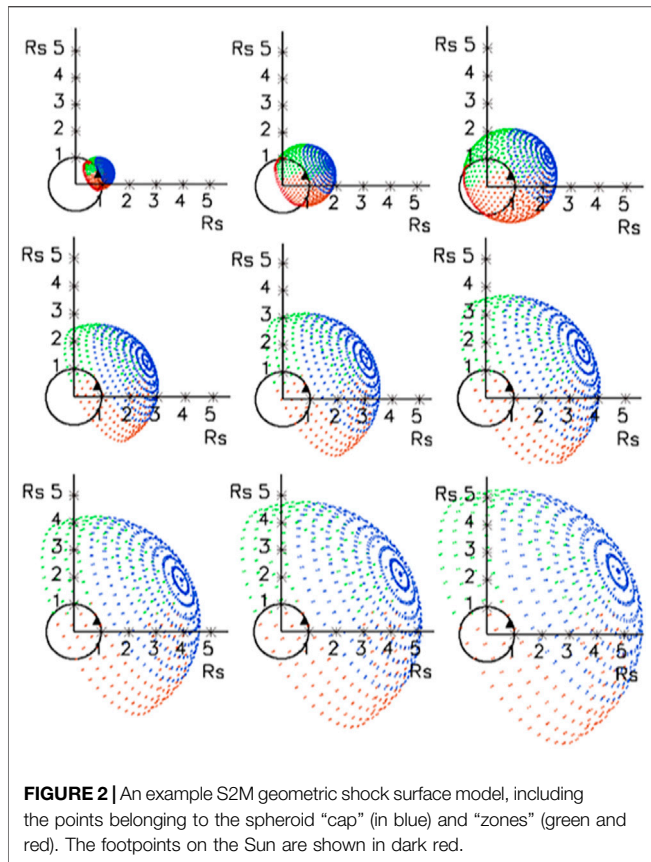 Rs 5
4
3
2
1
1 2 3 4 5
Rs
Rs 5
4
3
2
1
1 2 3 4 5
Rs
Rs 5
4
3
2
1
1 2 3 4 5
Rs
Rs 5
4
3
2
1
1 2 3 4 5
Rs
Rs 5
4
3
2
1
1 2 3 4 5
Rs
Rs 5
4
3
2
1
1 2 3 4 5
Rs
Rs 5
4
3
2
1
1 2 3 4 5
Rs
Rs 5
4
3
2
1
1 2 3 4 5
Rs
Rs 5
4
3
2
1
1 2 3 4 5
Rs
FIGURE 2 | An example S2M geometric shock surface model, including
the points belonging to the spheroid “cap” (in blue) and “zones” (green and
red). The footpoints on the Sun are shown in dark red.